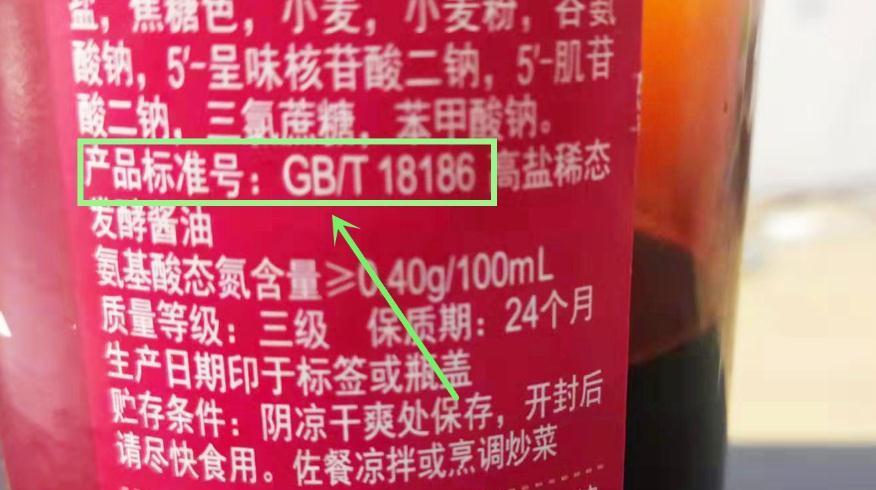 盐，焦糖色，小麦，小麦粉，谷氨
酸钠，5′-呈味核苷酸二钠，5′-肌苷
酸二钠，三氯蔗糖，苯甲酸钠。
产品标准号：GB/T 18186 高盐稀态
发酵酱油
氨基酸态氮含量≥0.40g/100mL
质量等级：三级 保质期：24个月
生产日期印于标签或瓶盖
贮存条件：阴凉干爽处保存，开封后
请尽快食用。佐餐凉拌或烹调炒菜